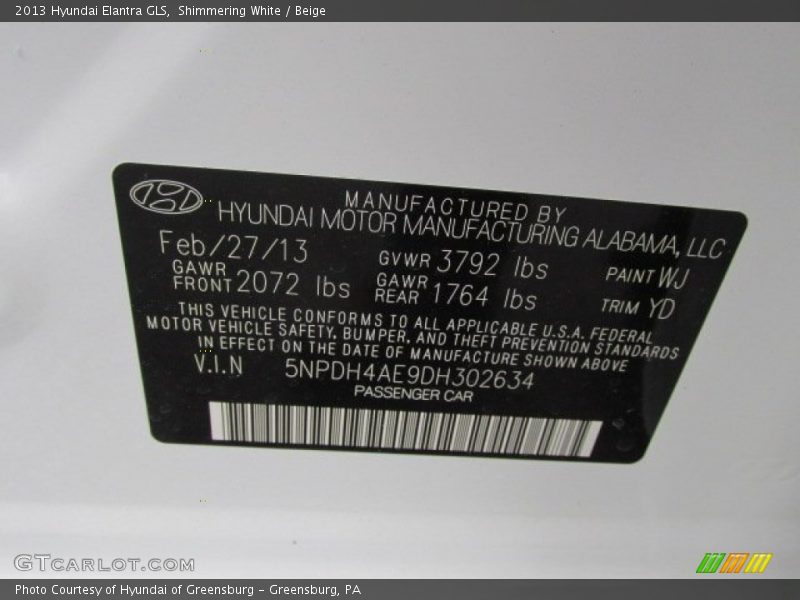 2013 Hyundai Elantra GLS, Shimmering White / Beige
MANUFACTURED BY
HYUNDAI MOTOR MANUFACTURING ALABAMA, LLC
Feb/27/13 GVWR 3792 lbs PAINT WJ
GAWR FRONT 2072 lbs GAWR REAR 1764 lbs TRIM YD
THIS VEHICLE CONFORMS TO ALL APPLICABLE U.S.A. FEDERAL
MOTOR VEHICLE SAFETY, BUMPER, AND THEFT PREVENTION STANDARDS
IN EFFECT ON THE DATE OF MANUFACTURE SHOWN ABOVE
V.I.N 5NPDH4AE9DH302634
PASSENGER CAR
GTCARLOT.COM
Photo Courtesy of Hyundai of Greensburg - Greensburg, PA